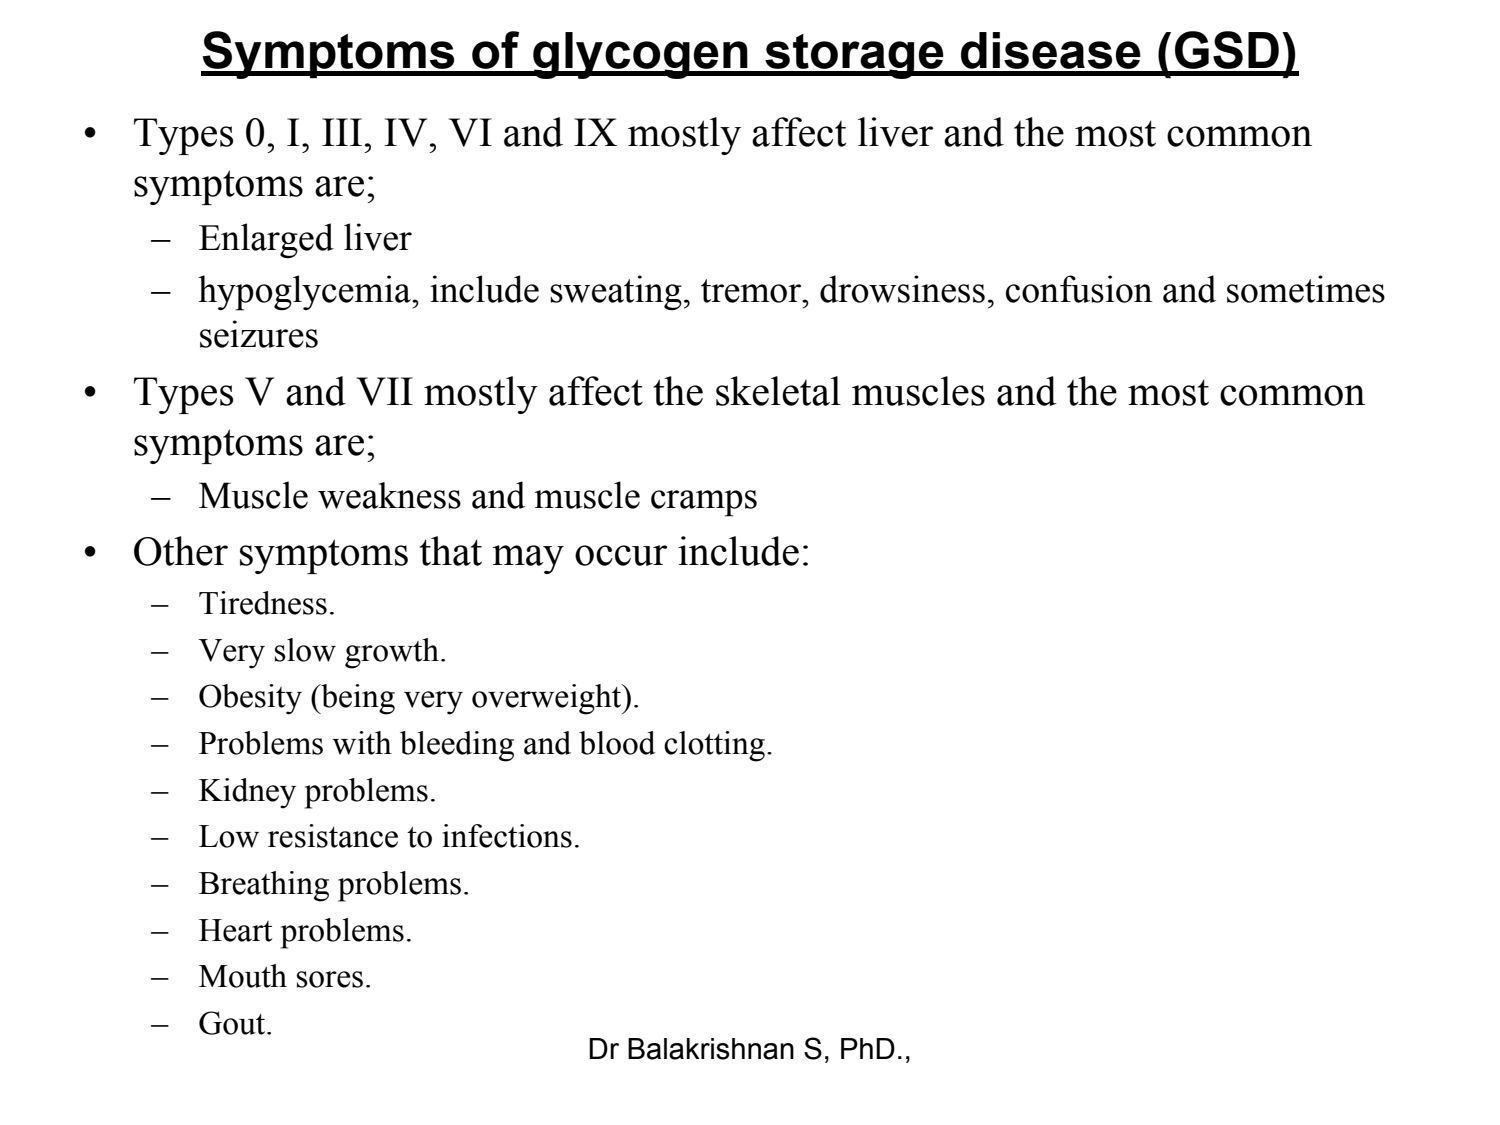 Symptoms of glycogen storage disease (GSD)
• Types 0, I, III, IV, VI and IX mostly affect liver and the most common
symptoms are;
– Enlarged liver
– hypoglycemia, include sweating, tremor, drowsiness, confusion and sometimes
seizures
• Types V and VII mostly affect the skeletal muscles and the most common
symptoms are;
– Muscle weakness and muscle cramps
• Other symptoms that may occur include:
– Tiredness.
– Very slow growth.
– Obesity (being very overweight).
– Problems with bleeding and blood clotting.
– Kidney problems.
– Low resistance to infections.
– Breathing problems.
– Heart problems.
– Mouth sores.
– Gout.
Dr Balakrishnan S, PhD.,